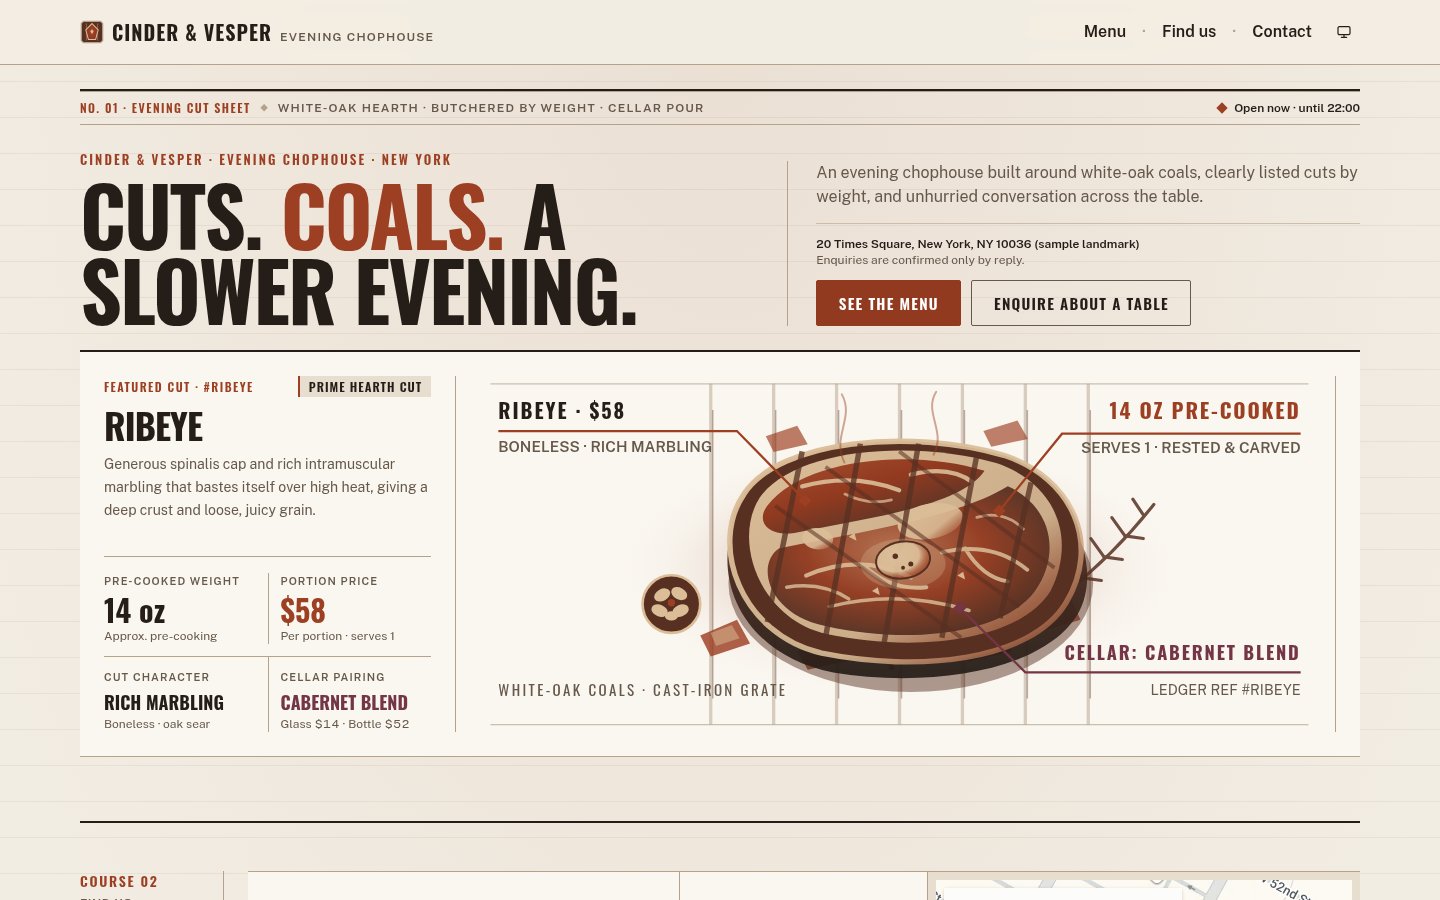 CINDER & VESPER EVENING CHOPHOUSE
Menu · Find us · Contact
NO. 01 · EVENING CUT SHEET ◆ WHITE-OAK HEARTH · BUTCHERED BY WEIGHT · CELLAR POUR
Open now · until 22:00
CINDER & VESPER · EVENING CHOPHOUSE · NEW YORK
CUTS. COALS. A
SLOWER EVENING.
An evening chophouse built around white-oak coals, clearly listed cuts by
weight, and unhurried conversation across the table.
20 Times Square, New York, NY 10036 (sample landmark)
Enquiries are confirmed only by reply.
SEE THE MENU
ENQUIRE ABOUT A TABLE
FEATURED CUT · #RIBEYE
PRIME HEARTH CUT
RIBEYE
Generous spinalis cap and rich intramuscular
marbling that bastes itself over high heat, giving a
deep crust and loose, juicy grain.
PRE-COOKED WEIGHT
14 oz
Approx. pre-cooking
PORTION PRICE
$58
Per portion · serves 1
CUT CHARACTER
RICH MARBLING
Boneless · oak sear
CELLAR PAIRING
CABERNET BLEND
Glass $14 · Bottle $52
RIBEYE · $58
BONELESS · RICH MARBLING
14 OZ PRE-COOKED
SERVES 1 · RESTED & CARVED
CELLAR: CABERNET BLEND
LEDGER REF #RIBEYE
WHITE-OAK COALS · CAST-IRON GRATE
COURSE 02
52nd S